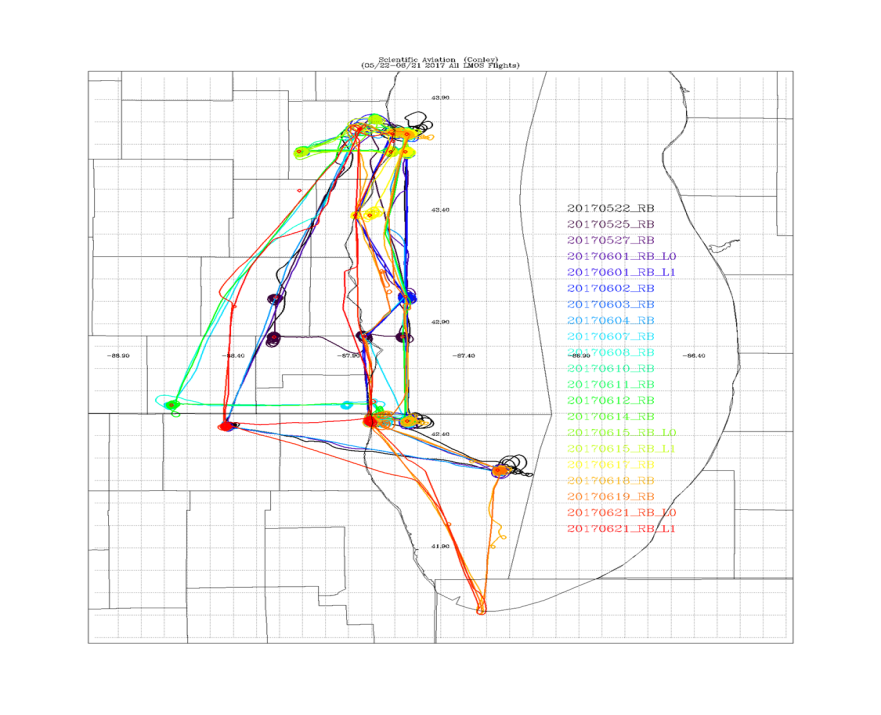 Scientific Aviation (Conley)
(05/22-06/21 2017 All LMOS Flights)
43.90
43.40
20170522_RB
20170525_RB
20170527_RB
20170601_RB_L0
20170601_RB_L1
20170602_RB
20170603_RB
42.90
20170604_RB
20170607_RB
-88.90 -88.40 -87.90 -87.40 -86.90 -86.40
20170608_RB
20170610_RB
20170611_RB
20170612_RB
20170614_RB
42.40
20170615_RB_L0
20170615_RB_L1
20170617_RB
20170618_RB
20170619_RB
20170621_RB_L0
20170621_RB_L1
41.90